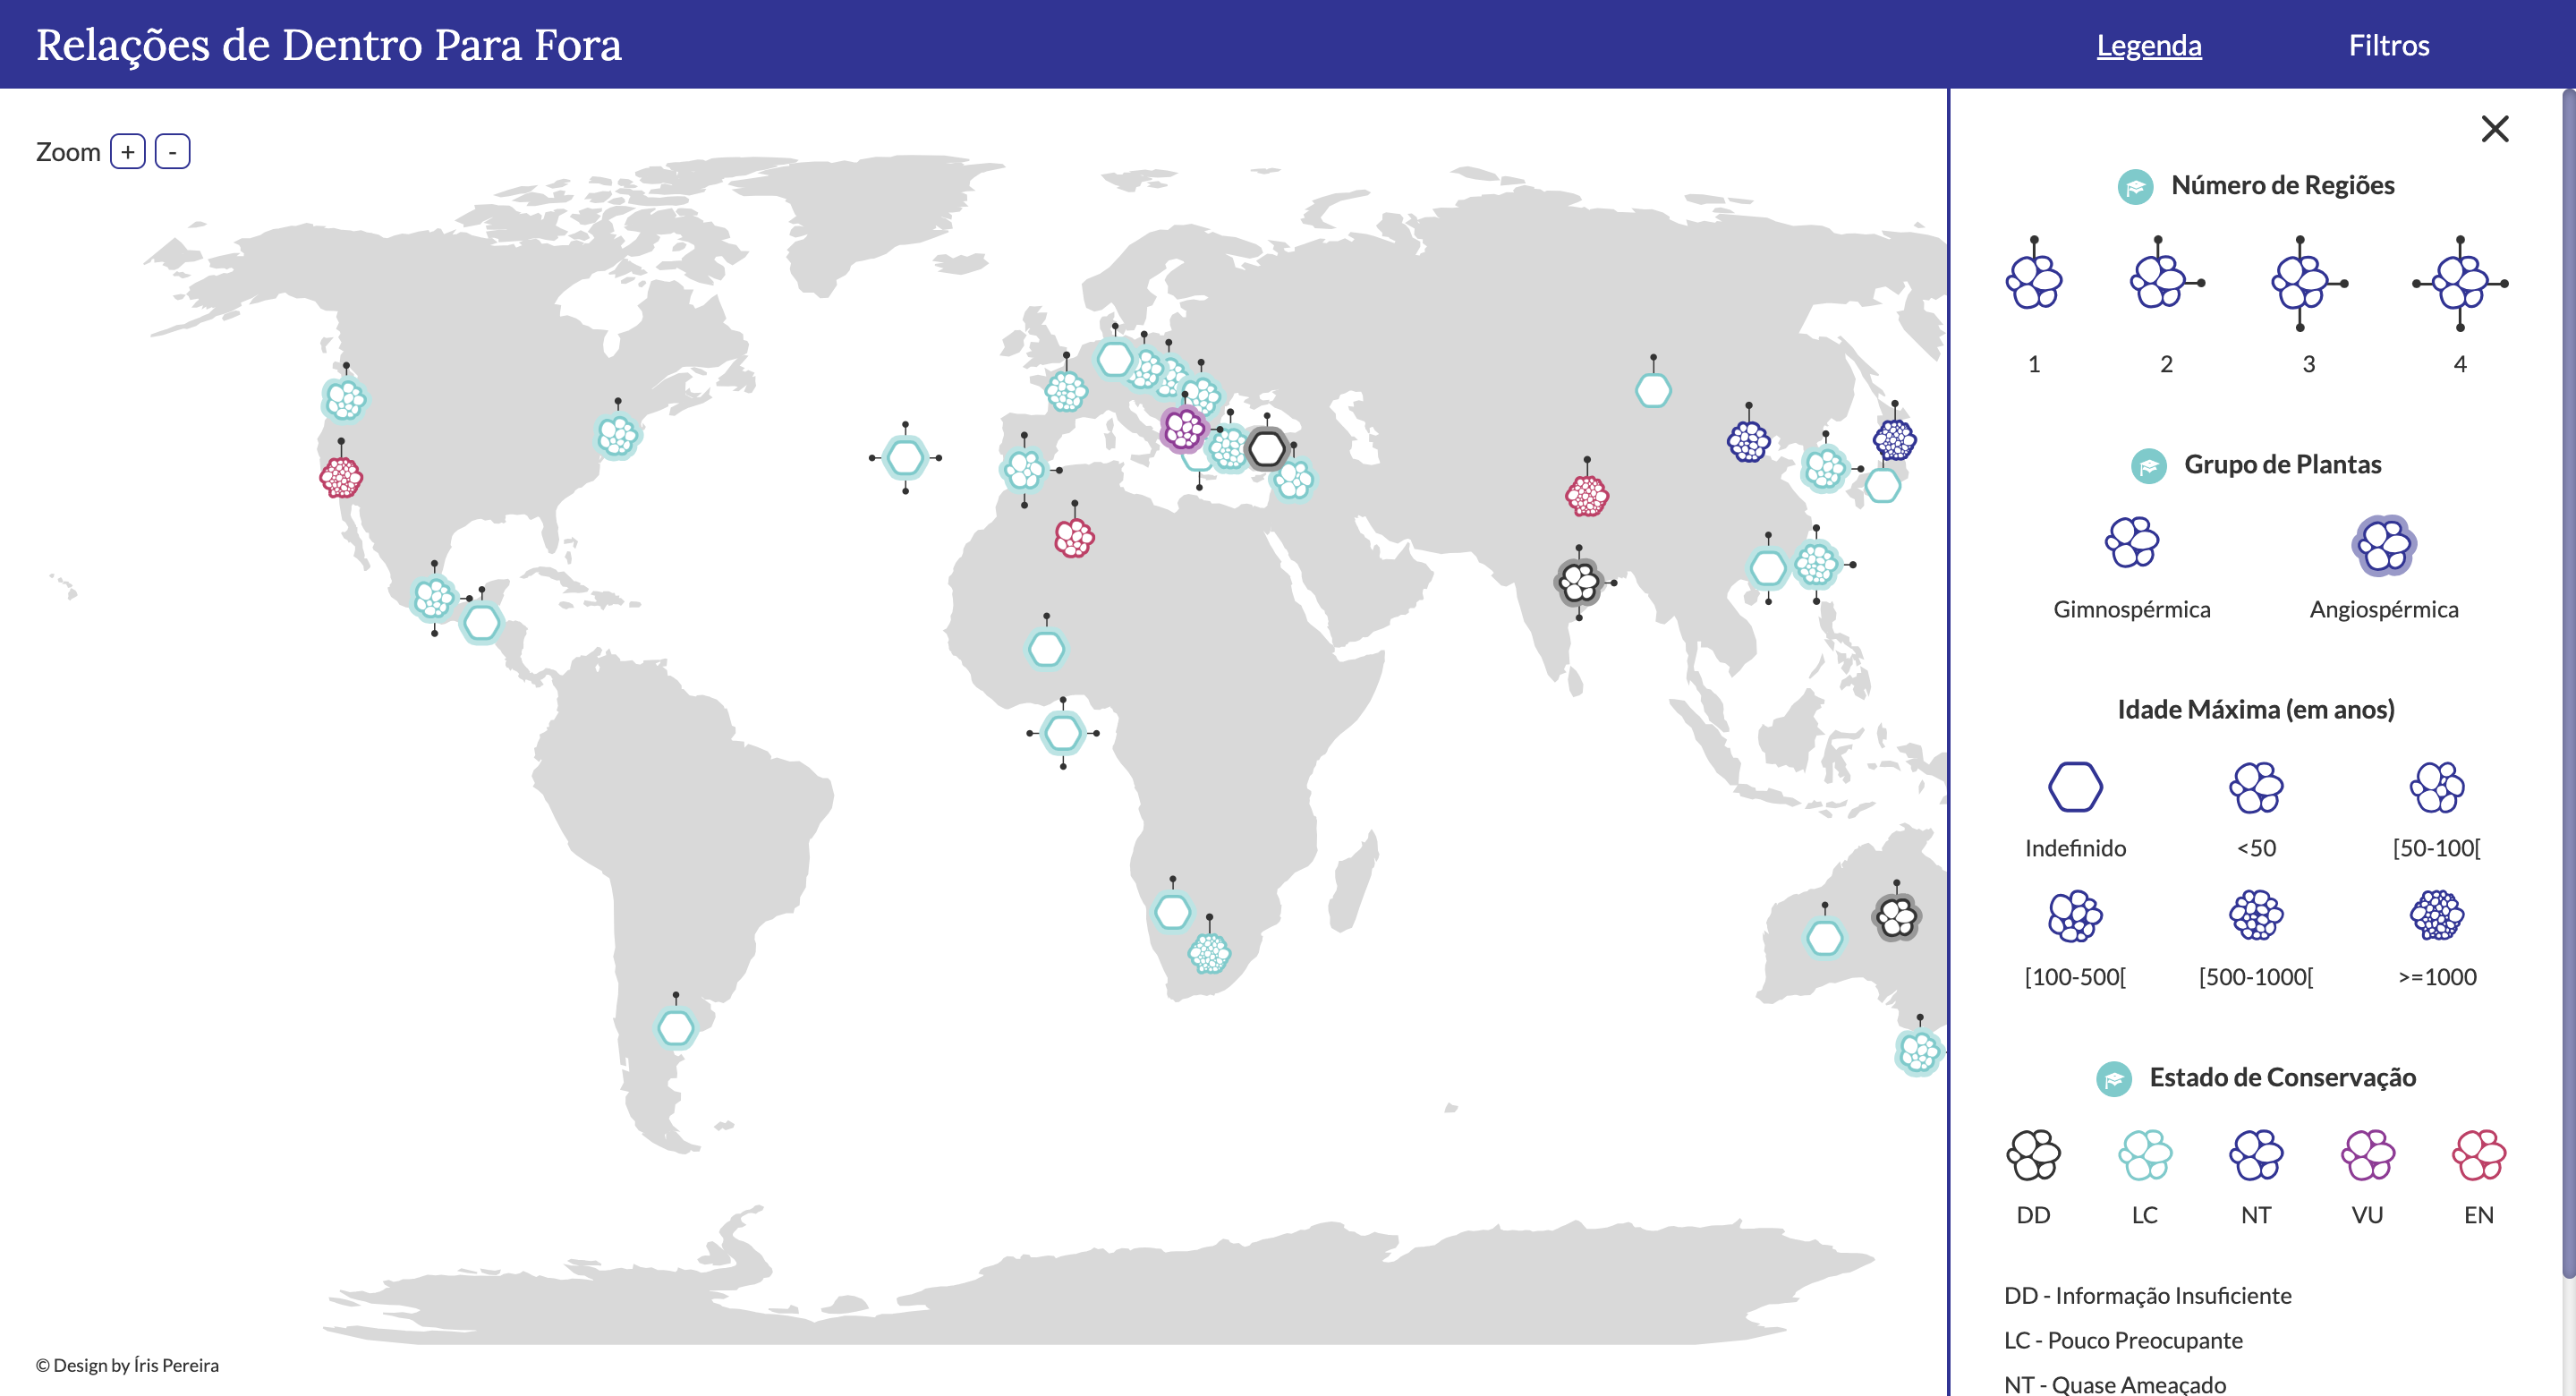 Relações de Dentro Para Fora
Legenda
Filtros
Zoom + -
Número de Regiões
1 2 3 4
Grupo de Plantas
Gimnospérmica Angiospérmica
Idade Máxima (em anos)
Indefinido <50 [50-100[
[100-500[ [500-1000[ >=1000
Estado de Conservação
DD LC NT VU EN
DD - Informação Insuficiente
LC - Pouco Preocupante
NT - Quase Ameaçado
© Design by Íris Pereira